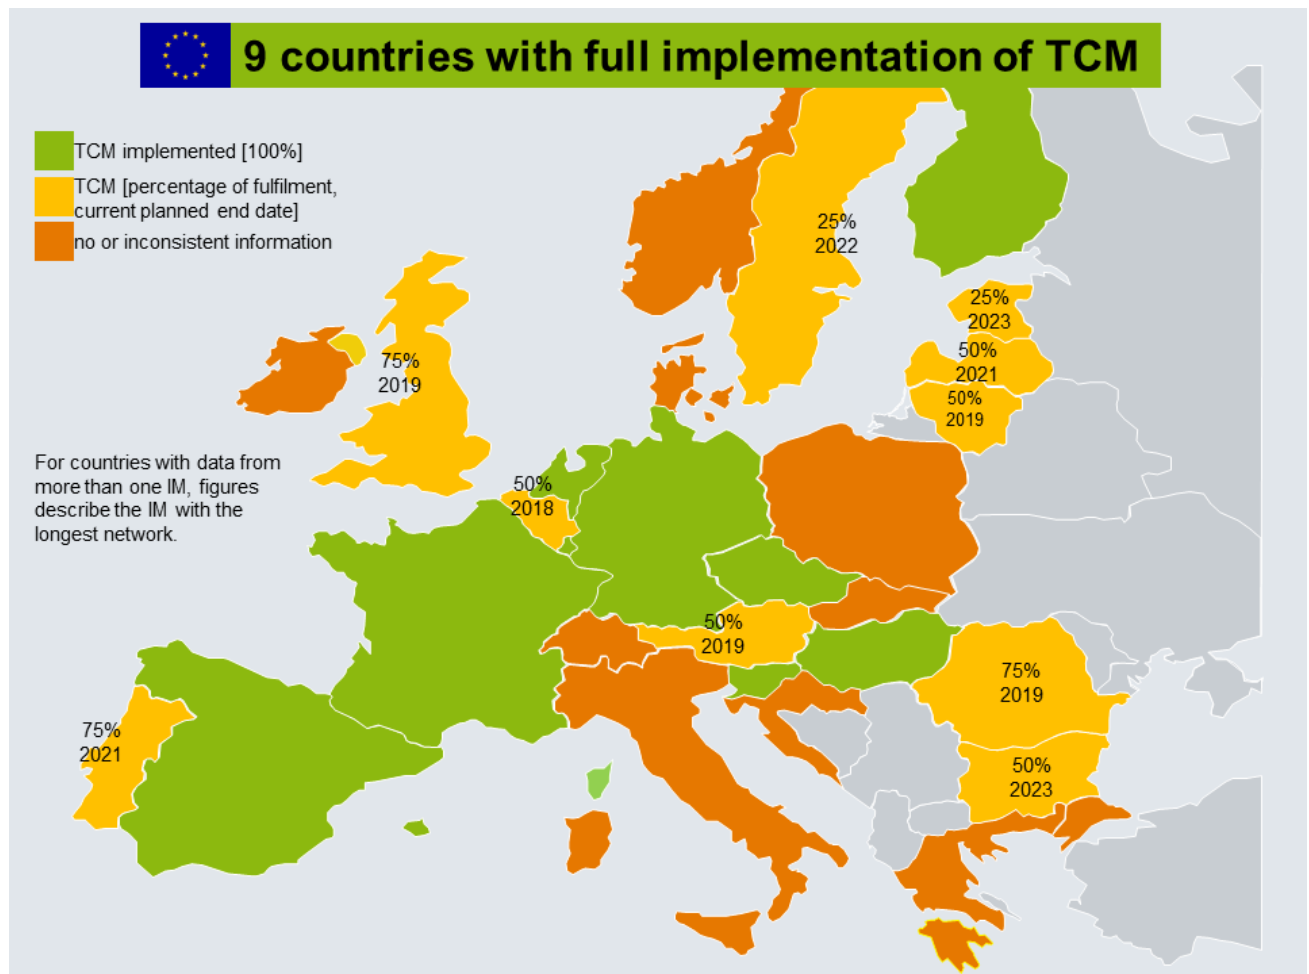 9 countries with full implementation of TCM
TCM implemented [100%]
TCM [percentage of fulfilment,
current planned end date]
no or inconsistent information
25%
2022
25%
2023
50%
2021
50%
2019
75%
2019
For countries with data from
more than one IM, figures
describe the IM with the
longest network.
50%
2018
50%
2019
75%
2019
75%
2021
50%
2023